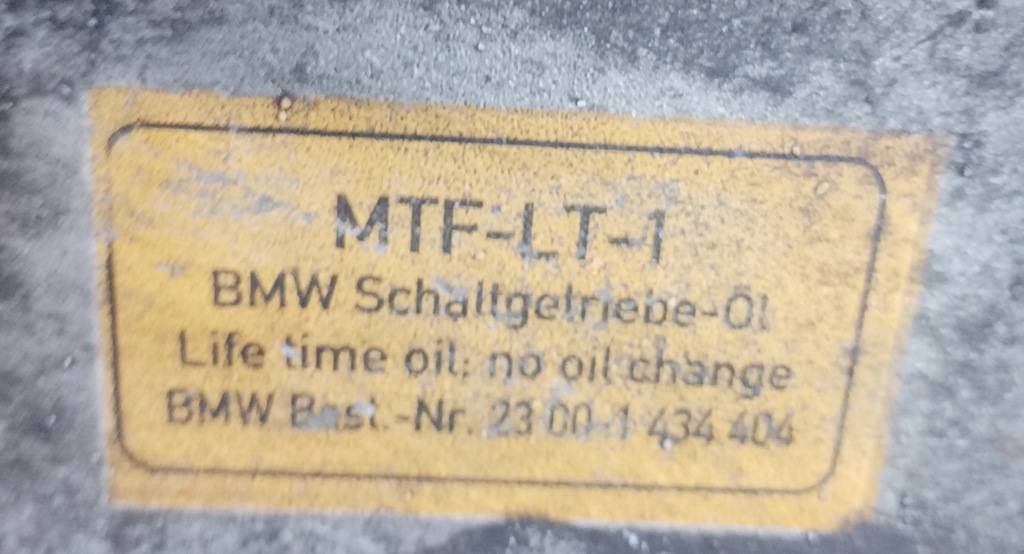 MTF-LT-1
BMW Schaltgetriebe-Öl
Life time oil: no oil change
BMW Best.-Nr. 23 00-1 434 404